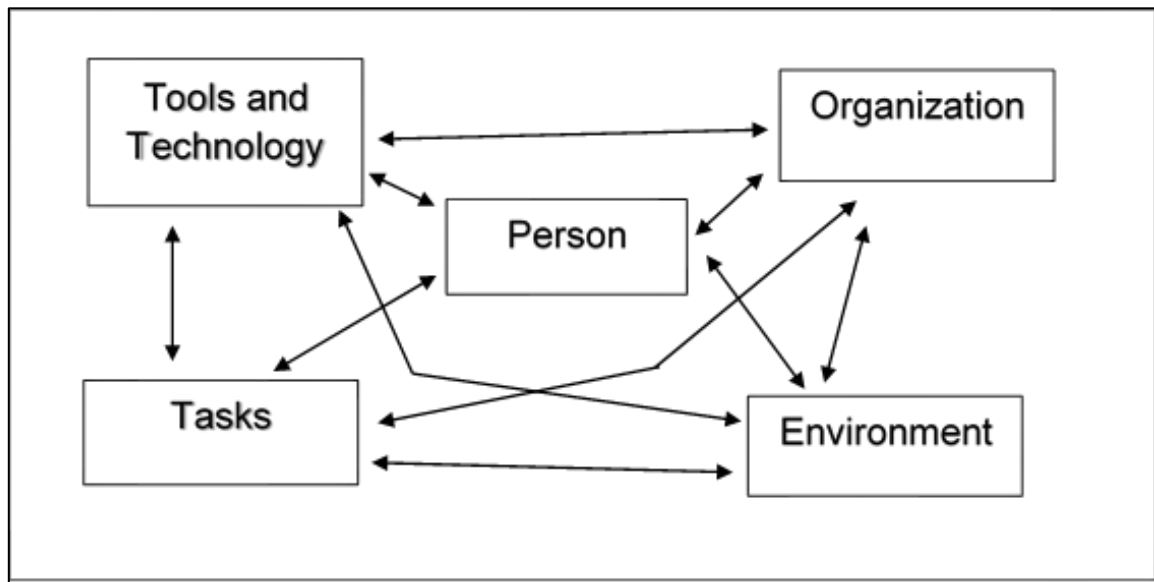 Tools and
Technology
Organization
Person
Tasks
Environment